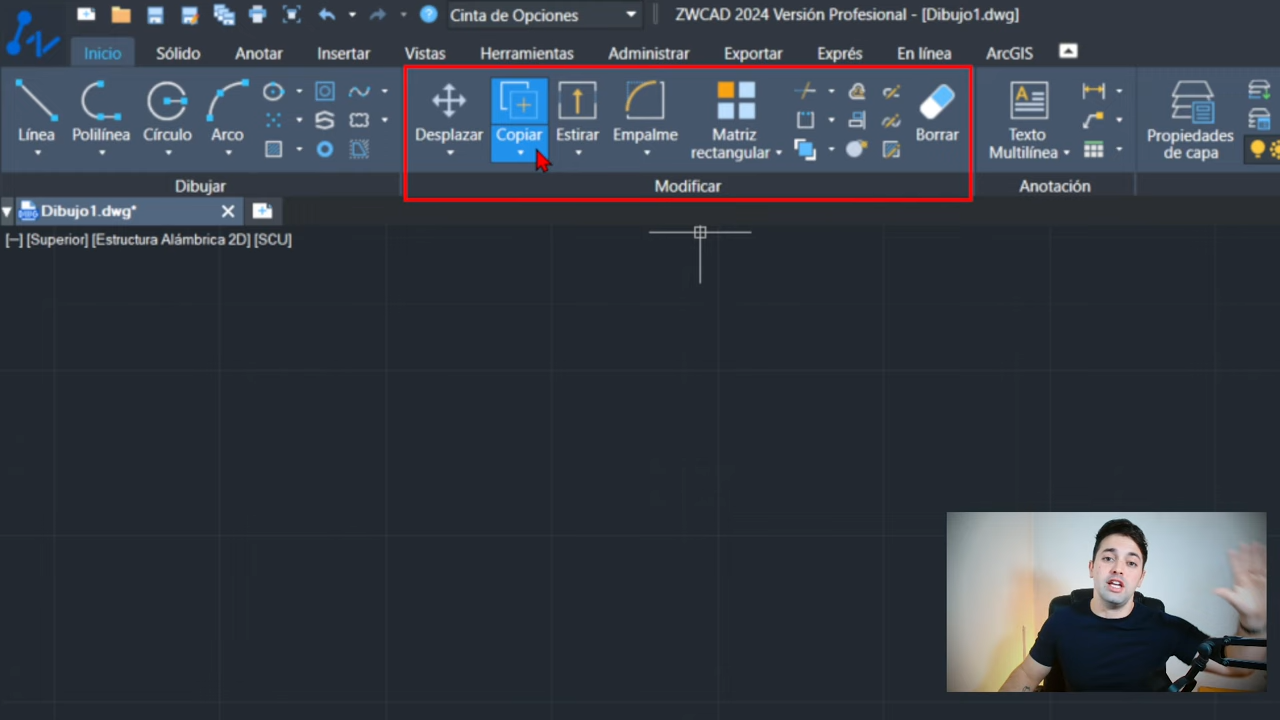 Cinta de Opciones
ZWCAD 2024 Versión Profesional - [Dibujo1.dwg]
Inicio Sólido Anotar Insertar Vistas Herramientas Administrar Exportar Exprés En línea ArcGIS
Línea Polilínea Círculo Arco
Desplazar Copiar Estirar Empalme Matriz rectangular Borrar
Texto Multilínea
Propiedades de capa
Dibujar Modificar Anotación
Dibujo1.dwg*
[−] [Superior] [Estructura Alámbrica 2D] [SCU]